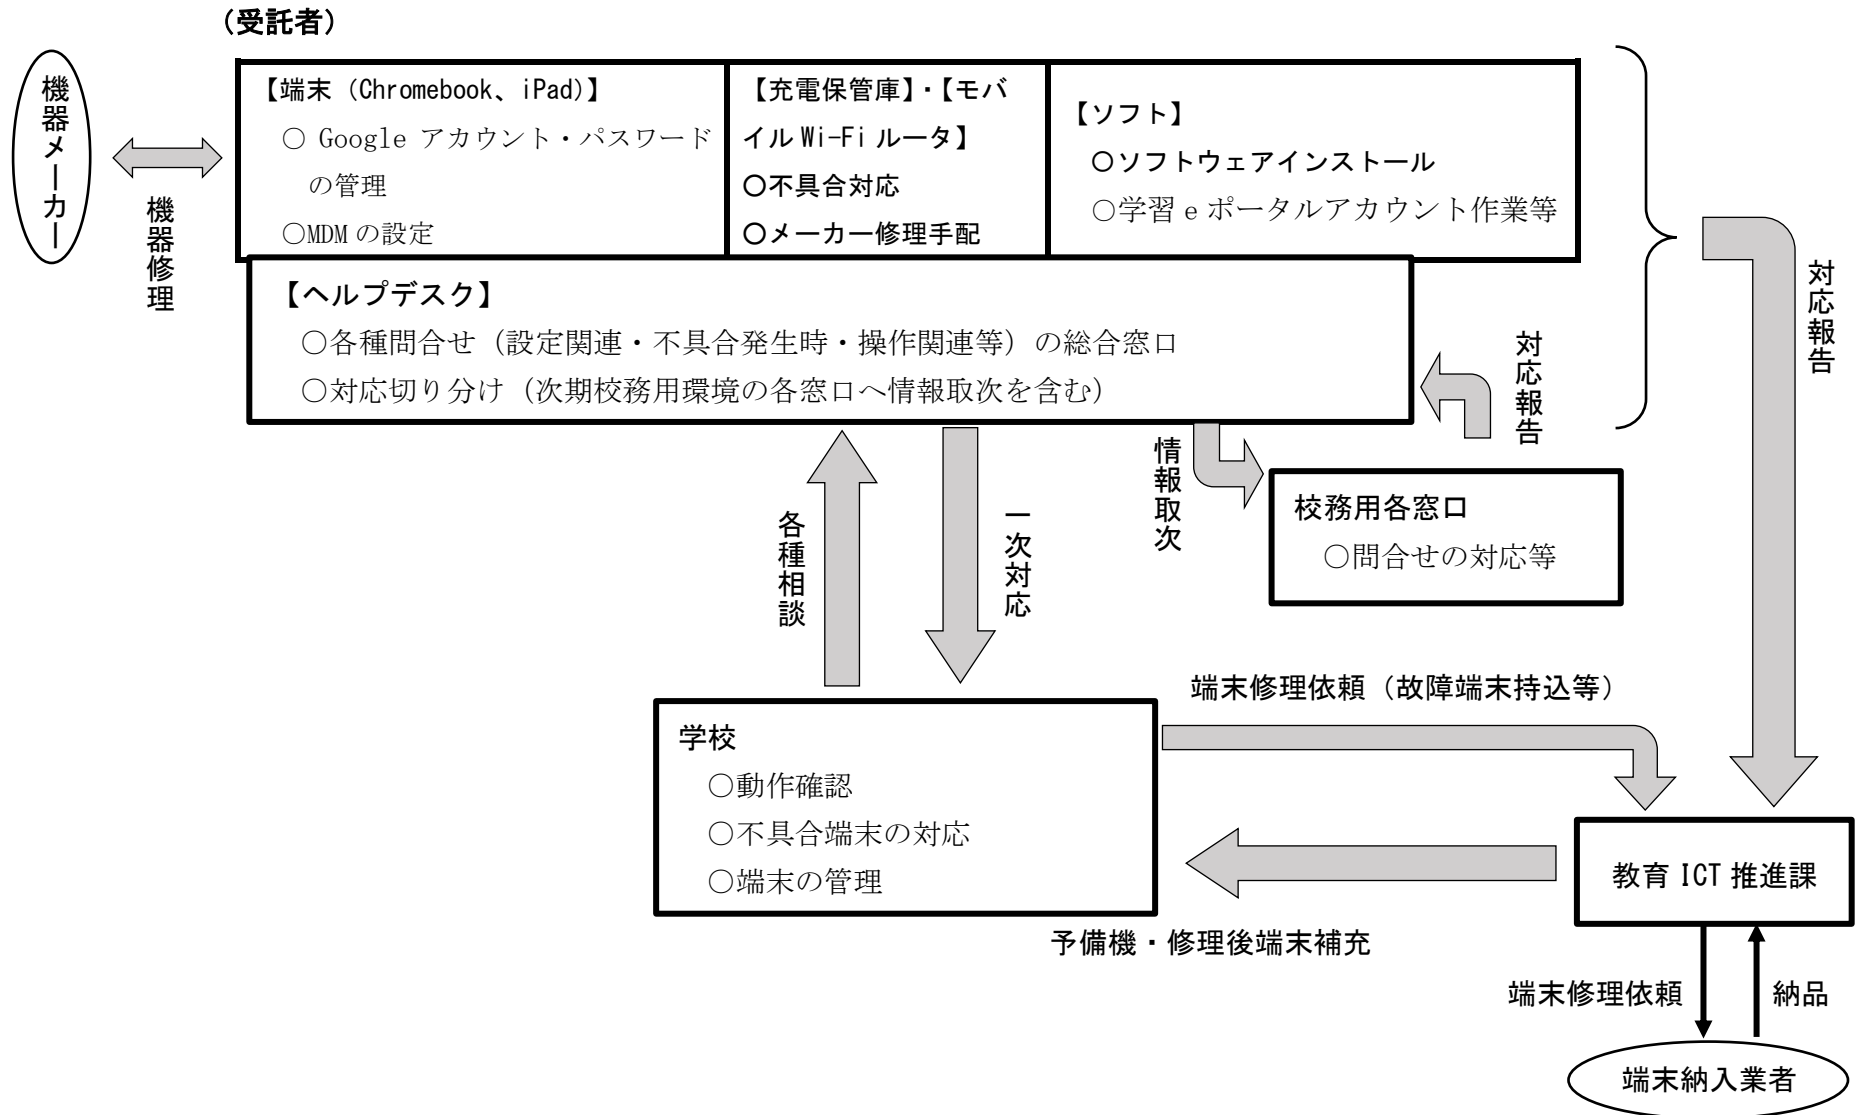 （受託者）
機器メーカー
機器修理
【端末（Chromebook、iPad)】
○ Google アカウント・パスワード
の管理
○MDM の設定
【充電保管庫】・【モバ
イル Wi-Fi ルータ】
○不具合対応
○メーカー修理手配
【ソフト】
○ソフトウェアインストール
○学習 e ポータルアカウント作業等
【ヘルプデスク】
○各種問合せ（設定関連・不具合発生時・操作関連等）の総合窓口
○対応切り分け（次期校務用環境の各窓口へ情報取次を含む）
対応報告
対応報告
情報取次
校務用各窓口
○問合せの対応等
各種相談
一次対応
端末修理依頼（故障端末持込等）
学校
○動作確認
○不具合端末の対応
○端末の管理
教育 ICT 推進課
予備機・修理後端末補充
端末修理依頼
納品
端末納入業者